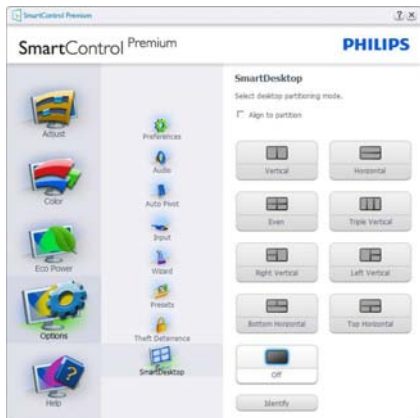 SmartControl Premium
SmartControl Premium
PHILIPS
Adjust
Color
Eco Power
Options
Help
Preferences
Audio
Auto Pivot
Input
Wizard
Presets
Theft Deterrence
SmartDesktop
SmartDesktop
Select desktop partitioning mode.
Align to partition
Vertical
Horizontal
Even
Triple Vertical
Right Vertical
Left Vertical
Bottom Horizontal
Top Horizontal
Off
Identify